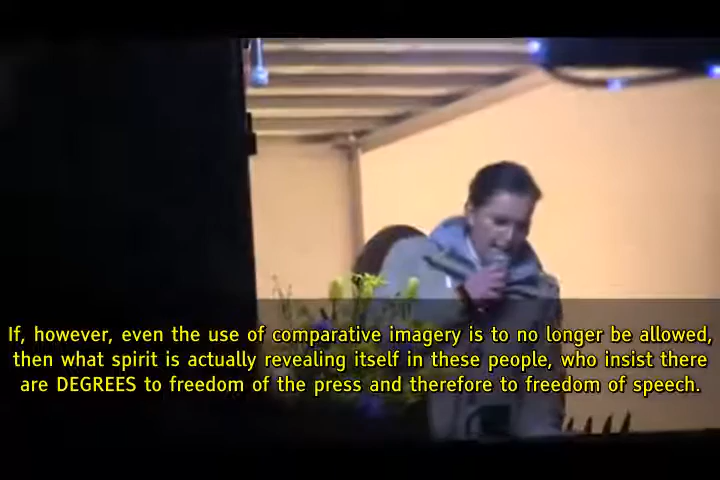 If, however, even the use of comparative imagery is to no longer be allowed,
then what spirit is actually revealing itself in these people, who insist there
are DEGREES to freedom of the press and therefore to freedom of speech.